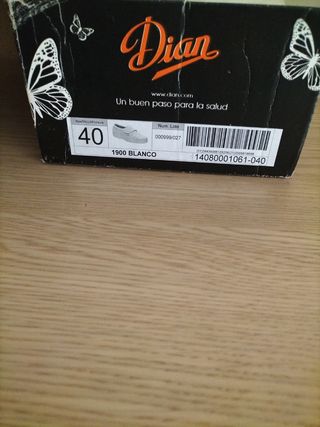 Dian
www.dian.com
Un buen paso para la salud
40
Num. Lote
000999/027
1900 BLANCO
14080001061-040